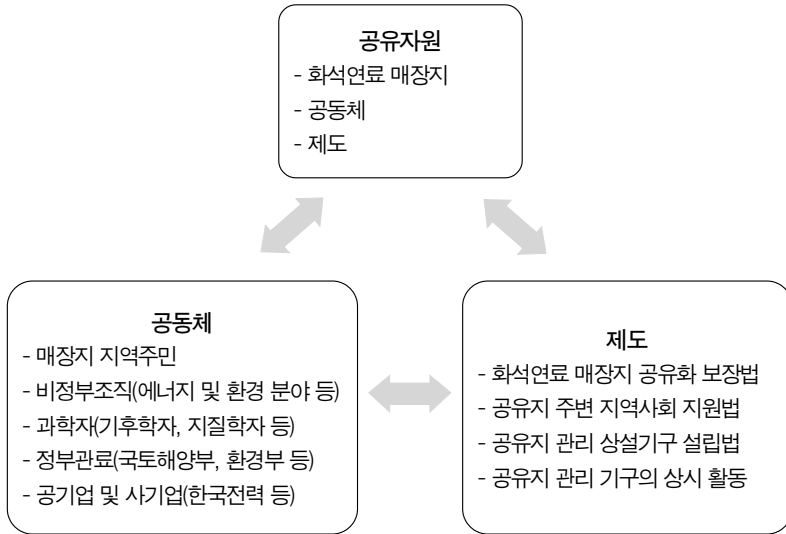 공유자원
- 화석연료 매장지
- 공동체
- 제도
공동체
- 매장지 지역주민
- 비정부조직(에너지 및 환경 분야 등)
- 과학자(기후학자, 지질학자 등)
- 정부관료(국토해양부, 환경부 등)
- 공기업 및 사기업(한국전력 등)
제도
- 화석연료 매장지 공유화 보장법
- 공유지 주변 지역사회 지원법
- 공유지 관리 상설기구 설립법
- 공유지 관리 기구의 상시 활동